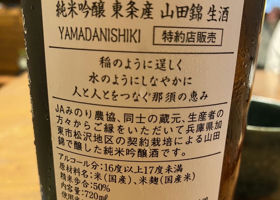 純米吟醸 東条産 山田錦 生酒
YAMADANISHIKI
特約店販売
稲のように逞しく
水のようにしなやかに
人と人とをつなぐ那須の恵み
JAみのり農協、同士の蔵元、生産者の
方々からご縁をいただいて兵庫県加
東市松沢地区の契約栽培による山田
錦で醸した純米吟醸酒です。
アルコール分：16度以上17度未満
原材料名：米(国産)、米麹(国産米)
精米歩合：50%
内容量：720㎖